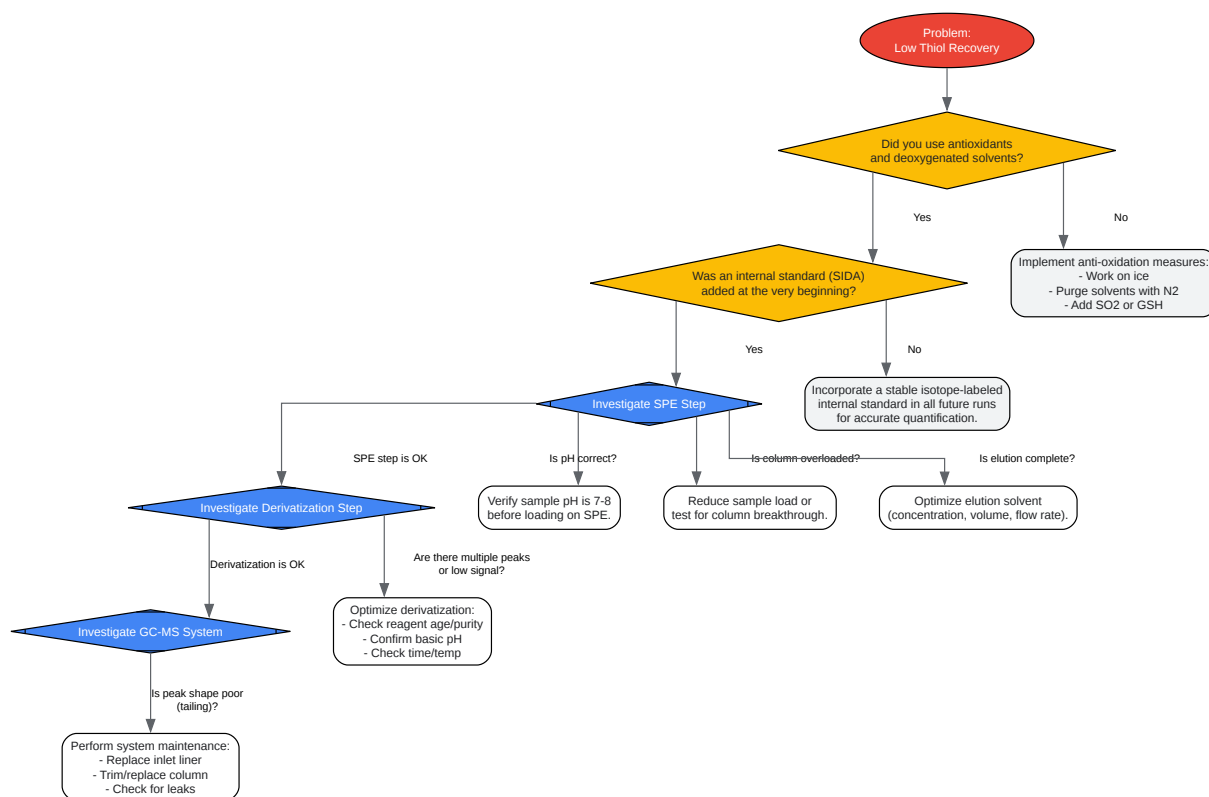 Problem:
Low Thiol Recovery
Did you use antioxidants
and deoxygenated solvents?
Yes
No
Was an internal standard (SIDA)
added at the very beginning?
Implement anti-oxidation measures:
- Work on ice
- Purge solvents with N2
- Add SO2 or GSH
Yes
No
Investigate SPE Step
Incorporate a stable isotope-labeled
internal standard in all future runs
for accurate quantification.
SPE step is OK
Is pH correct?
Is column overloaded?
Is elution complete?
Investigate Derivatization Step
Verify sample pH is 7-8
before loading on SPE.
Reduce sample load or
test for column breakthrough.
Optimize elution solvent
(concentration, volume, flow rate).
Derivatization is OK
Are there multiple peaks
or low signal?
Investigate GC-MS System
Optimize derivatization:
- Check reagent age/purity
- Confirm basic pH
- Check time/temp
Is peak shape poor
(tailing)?
Perform system maintenance:
- Replace inlet liner
- Trim/replace column
- Check for leaks